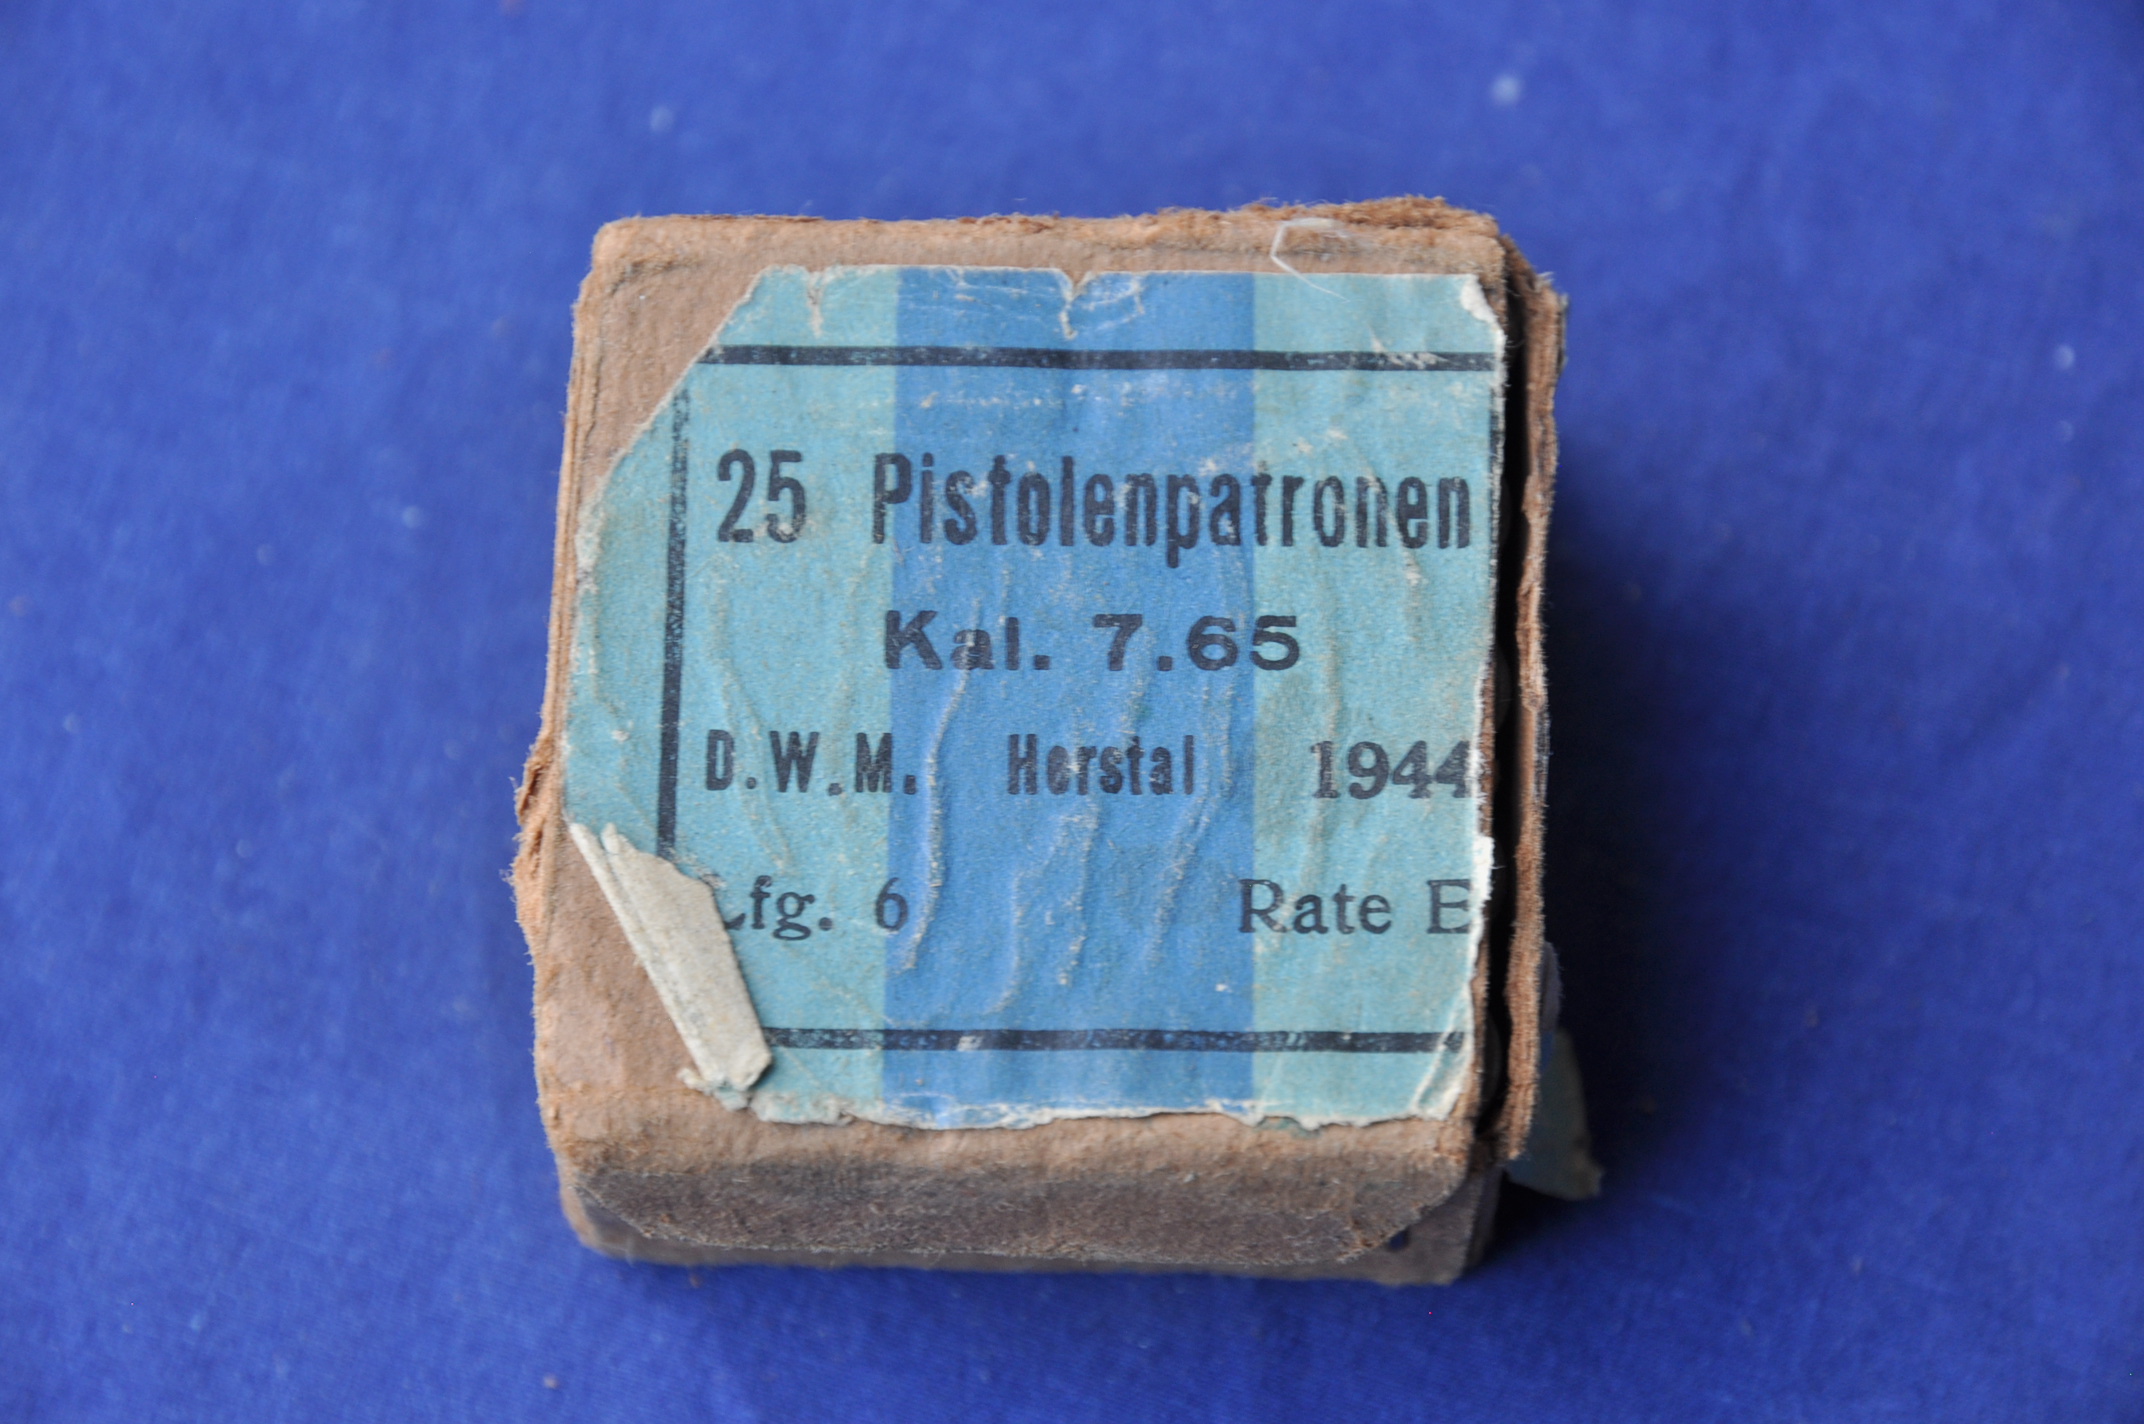 25 Pistolenpatronen
Kal. 7.65
D.W.M. Herstal 1944
Lfg. 6 Rate E